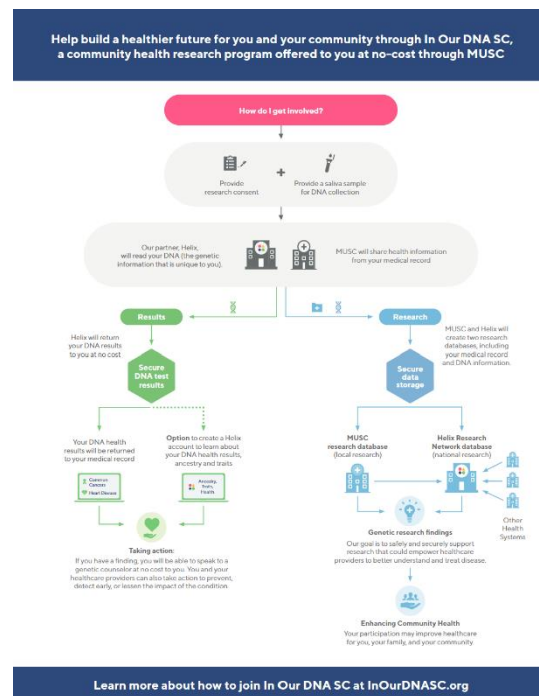 Help build a healthier future for you and your community through In Our DNA SC,
a community health research program offered to you at no-cost through MUSC
How do I get involved?
Provide
research consent
+
Provide a saliva sample
for DNA collection
Our partner, Helix,
will read your DNA (the genetic
information that is unique to you).
MUSC will share health information
from your medical record
Results
Research
Helix will return
your DNA results
to you at no cost
MUSC and Helix will
create two research
databases, including
your medical record
and DNA information.
Secure
DNA test
results
Secure
data
storage
Your DNA health
results will be returned
to your medical record
Option to create a Helix
account to learn about
your DNA health results,
ancestry and traits
MUSC
research database
(local research)
Helix Research
Network database
(national research)
Cancers
Heart Disease
Ancestry,
Traits,
Health
Other
Health
Systems
Taking action:
If you have a finding, you will be able to speak to a
genetic counselor at no cost to you. You and your
healthcare providers can also take action to prevent,
detect early, or lessen the impact of the condition.
Genetic research findings
Our goal is to safely and securely support
research that could empower healthcare
providers to better understand and treat disease.
Enhancing Community Health
Your participation may improve healthcare
for you, your family, and your community.
Learn more about how to join In Our DNA SC at InOurDNASC.org